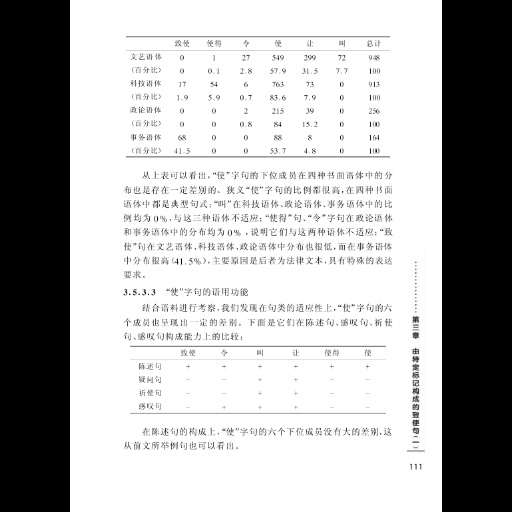 致使 使得 令 使 让 叫 总计
文艺语体 0 1 27 549 299 72 948
(百分比) 0 0.1 2.8 57.9 31.5 7.7 100
科技语体 17 54 6 763 73 0 913
(百分比) 1.9 5.9 0.7 83.6 7.9 0 100
政论语体 0 0 2 215 39 0 256
(百分比) 0 0 0.8 84 15.2 0 100
事务语体 68 0 0 88 8 0 164
(百分比) 41.5 0 0 53.7 4.8 0 100
从上表可以看出，“使”字句的下位成员在四种书面语体中的分
布也是存在一定差别的。狭义“使”字句的比例都很高，在四种书面
语体中都是典型句式；“叫”在科技语体、政论语体、事务语体中的比
例均为0%，与这三种语体不适应；“使得”句、“令”字句在政论语体
和事务语体中的分布均为0%，说明它们与这两种语体不适应；“致
使”句在文艺语体、科技语体、政论语体中分布也很低，而在事务语体
中分布很高(41.5%)，主要原因是后者为法律文本，具有特殊的表达
要求。
3.5.3.3 “使”字句的语用功能
结合语料进行考察，我们发现在句类的适应性上，“使”字句的六
个成员也呈现出一定的差别。下面是它们在陈述句、感叹句、祈使
句、感叹句构成能力上的比较：
致使 令 叫 让 使得 使
陈述句 + + + + + +
疑问句 － － + + － －
祈使句 － － + + － －
感叹句 － + + + － －
在陈述句的构成上，“使”字句的六个下位成员没有大的差别，这
从前文所举例句也可以看出。
第三章 由特定标记构成的致使句(一)
111